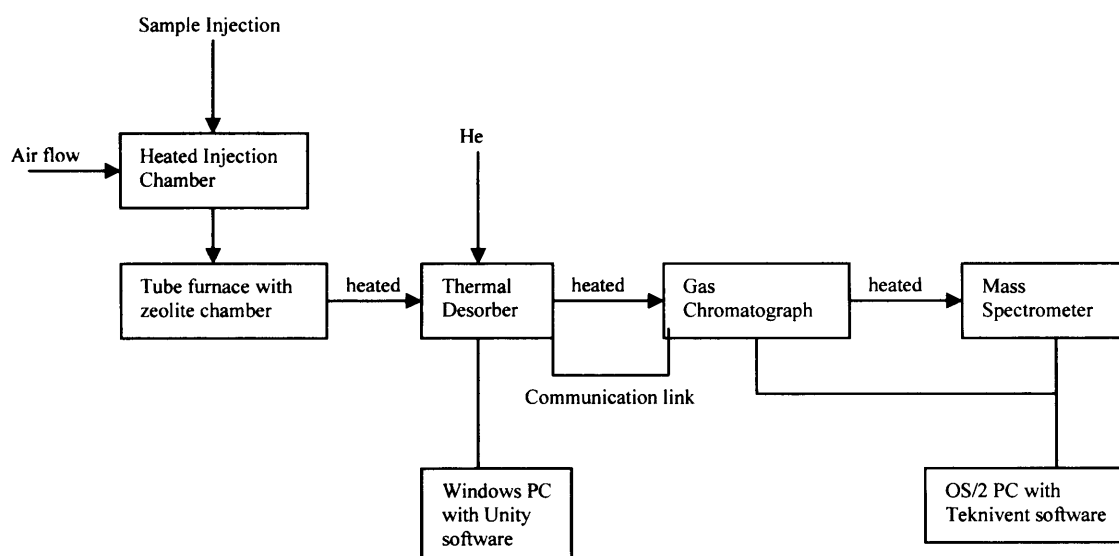 Sample Injection
Air flow
Heated Injection
Chamber
He
Tube furnace with
zeolite chamber
heated
Thermal
Desorber
heated
Gas
Chromatograph
heated
Mass
Spectrometer
Communication link
Windows PC
with Unity
software
OS/2 PC with
Teknivent software